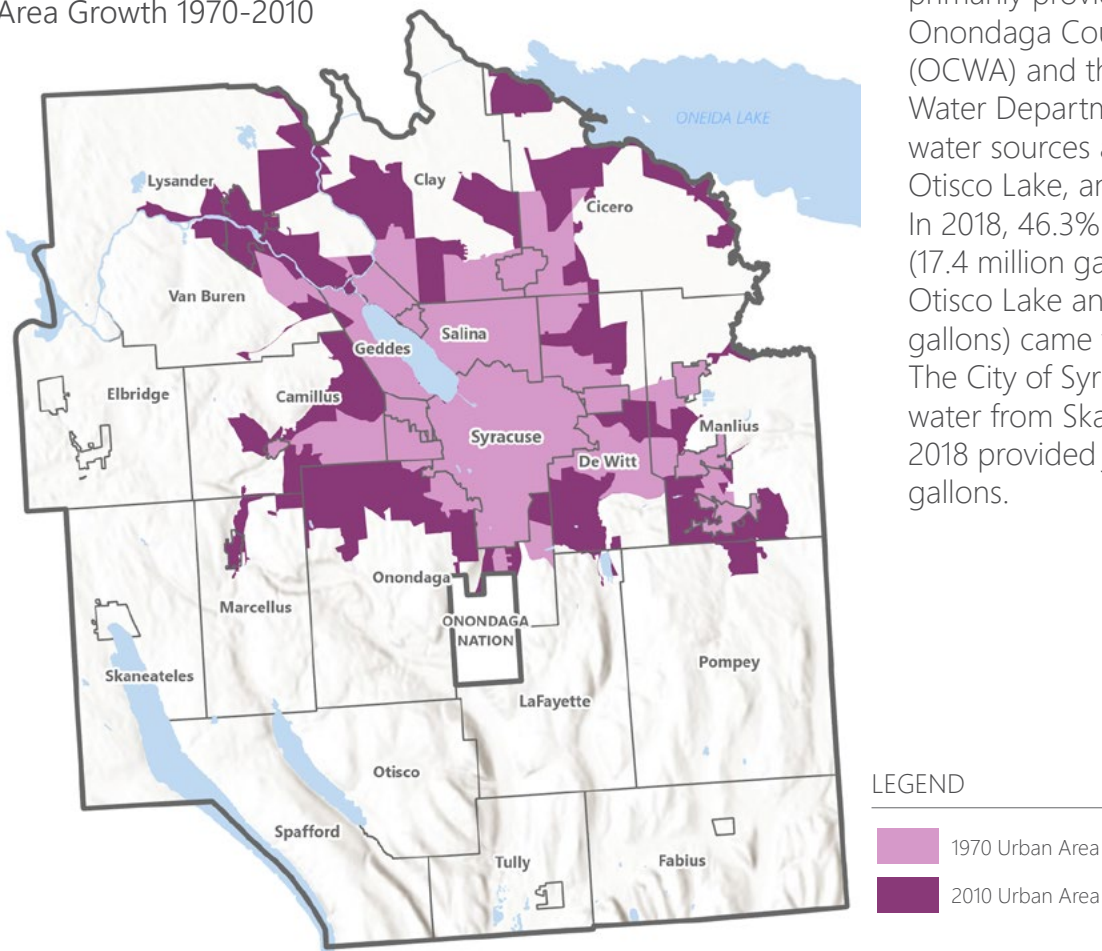 Area Growth 1970-2010
primarily provi
Onondaga Cou
(OCWA) and th
Water Departm
water sources a
Otisco Lake, an
In 2018, 46.3%
(17.4 million ga
Otisco Lake an
gallons) came
The City of Syr
water from Ska
2018 provided
gallons.
ONEIDA LAKE
Lysander
Clay
Cicero
Van Buren
Salina
Geddes
Elbridge
Camillus
Manlius
Syracuse
De Witt
Onondaga
Marcellus
ONONDAGA
NATION
Pompey
Skaneateles
LaFayette
Otisco
Spafford
Tully
Fabius
LEGEND
1970 Urban Area
2010 Urban Area